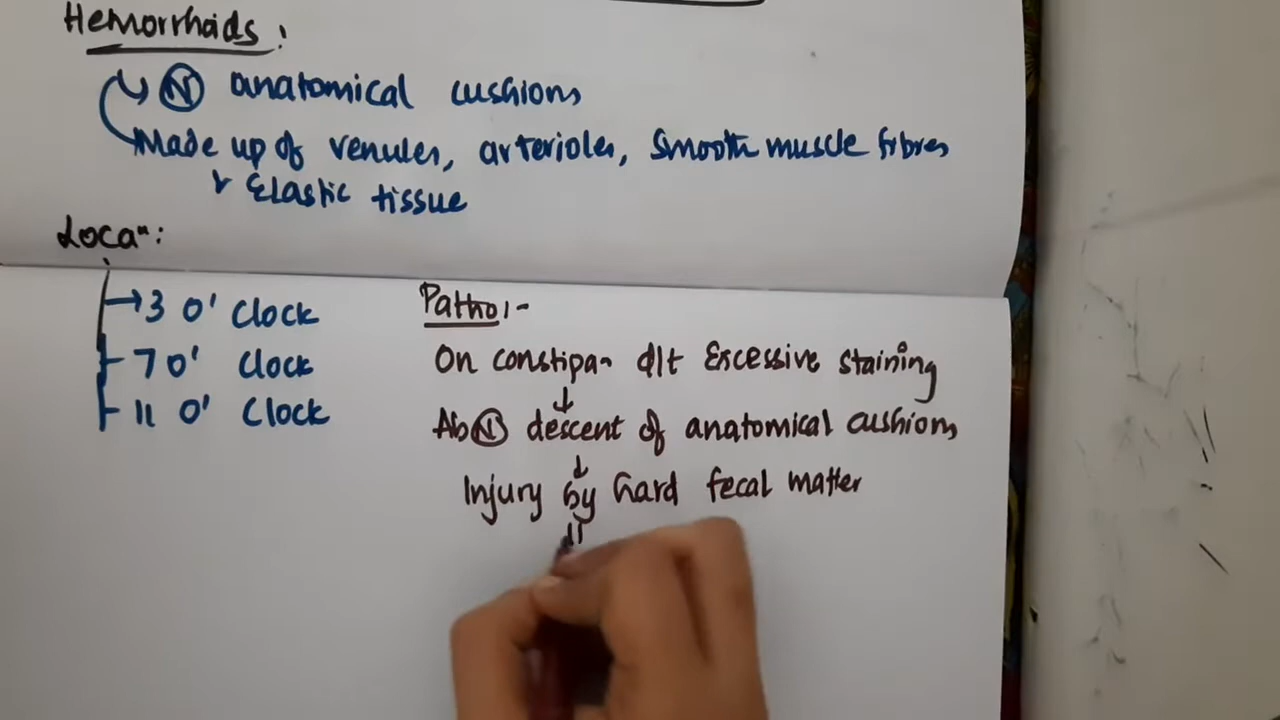 Hemorrhoids:
Ⓝ anatomical cushions
Made up of venules, arterioles, smooth muscle fibres
& Elastic tissue
Locaⁿ:
3 O' Clock
7 O' Clock
11 O' Clock
Patho:-
On constipaⁿ d/t Excessive staining
AbⓃ descent of anatomical cushions
Injury by hard fecal matter